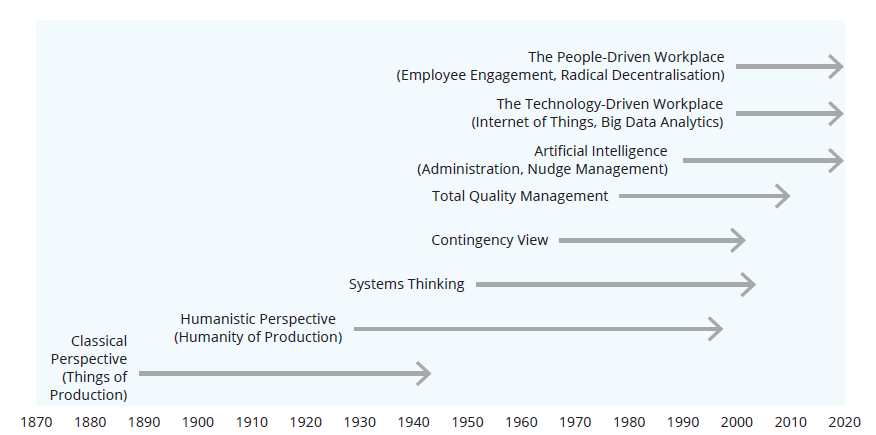 The People-Driven Workplace
(Employee Engagement, Radical Decentralisation)
The Technology-Driven Workplace
(Internet of Things, Big Data Analytics)
Artificial Intelligence
(Administration, Nudge Management)
Total Quality Management
Contingency View
Systems Thinking
Humanistic Perspective
(Humanity of Production)
Classical
Perspective
(Things of
Production)
1870 1880 1890 1900 1910 1920 1930 1940 1950 1960 1970 1980 1990 2000 2010 2020